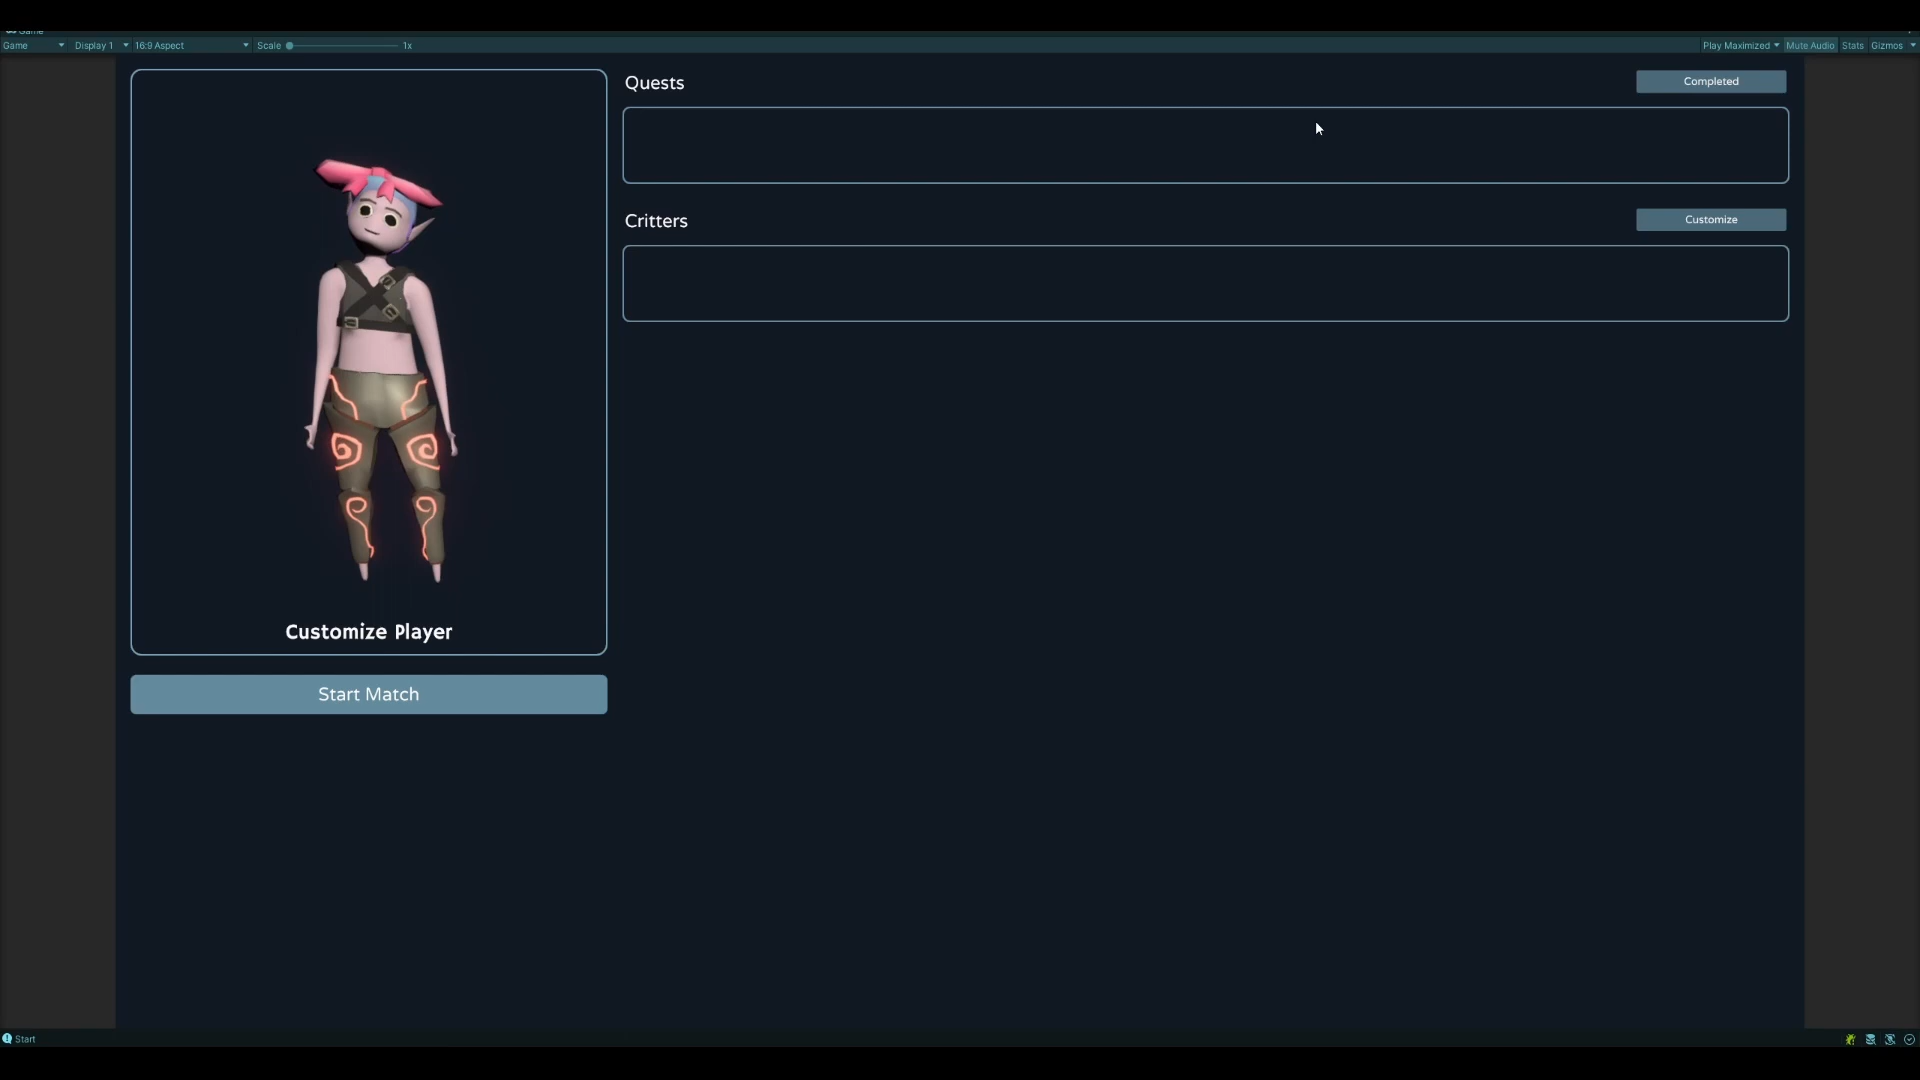 Game
Game Display 1 16:9 Aspect Scale 1x Play Maximized Mute Audio Stats Gizmos
Quests Completed
Critters Customize
Customize Player
Start Match
Start